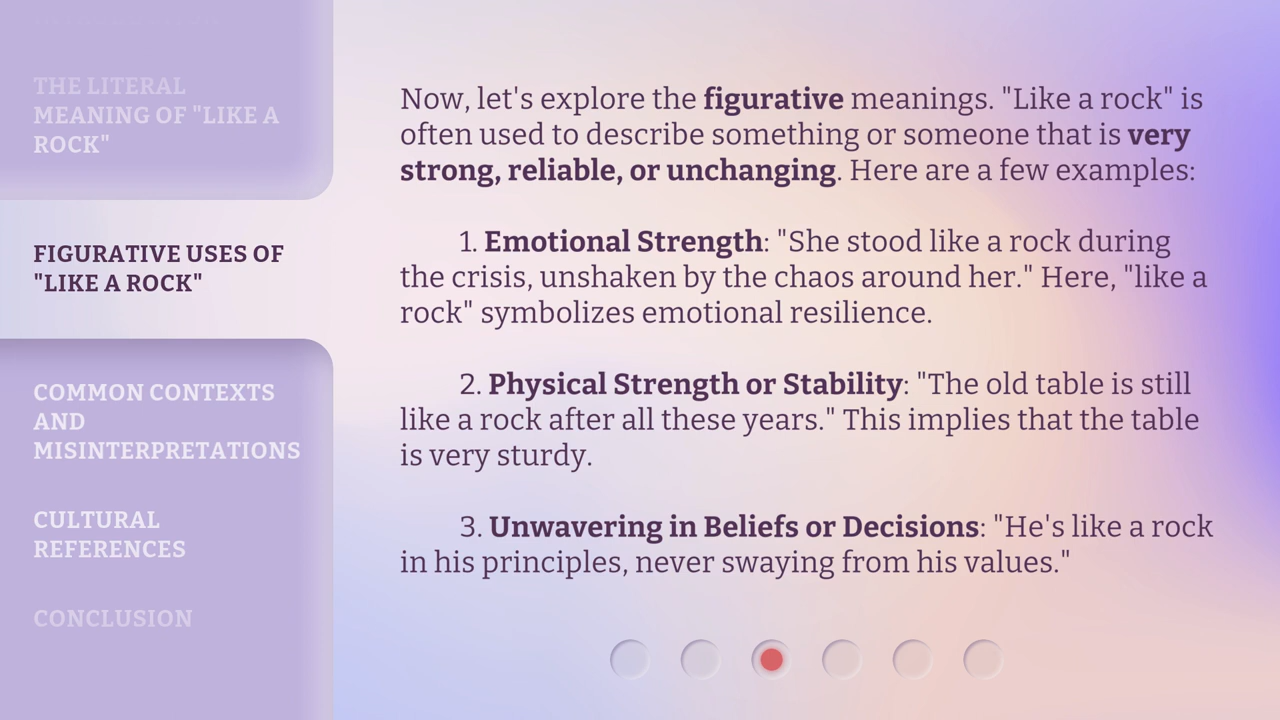 THE LITERAL
MEANING OF "LIKE A
ROCK"
FIGURATIVE USES OF
"LIKE A ROCK"
COMMON CONTEXTS
AND
MISINTERPRETATIONS
CULTURAL
REFERENCES
CONCLUSION
Now, let's explore the figurative meanings. "Like a rock" is
often used to describe something or someone that is very
strong, reliable, or unchanging. Here are a few examples:
1. Emotional Strength: "She stood like a rock during
the crisis, unshaken by the chaos around her." Here, "like a
rock" symbolizes emotional resilience.
2. Physical Strength or Stability: "The old table is still
like a rock after all these years." This implies that the table
is very sturdy.
3. Unwavering in Beliefs or Decisions: "He's like a rock
in his principles, never swaying from his values."